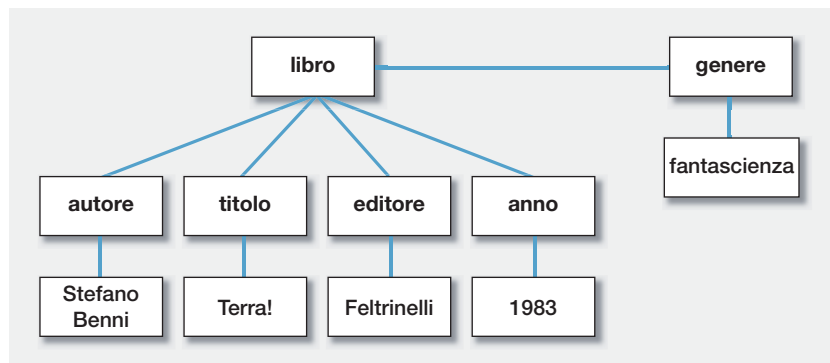 libro
genere
fantascienza
autore
titolo
editore
anno
Stefano
Benni
Terra!
Feltrinelli
1983